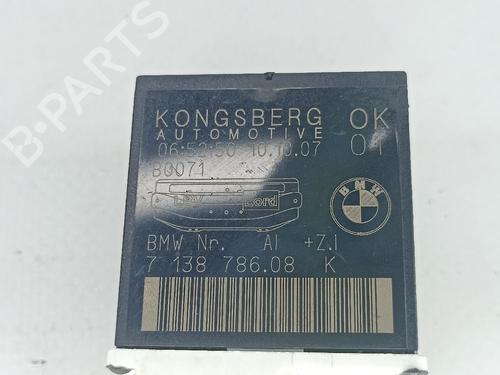 KONGSBERG OK
AUTOMOTIVE 01
06:52:50 10.10.07
B0071
BMW
BMW Nr. AI +Z.I
7 138 786.08 K